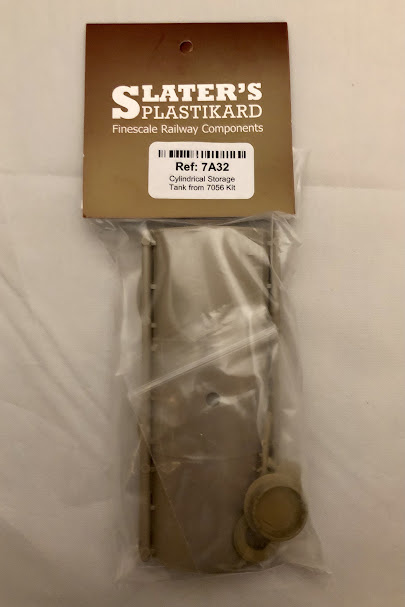 SLATER'S
PLASTIKARD
Finescale Railway Components
Ref: 7A32
Cylindrical Storage
Tank from 7056 Kit